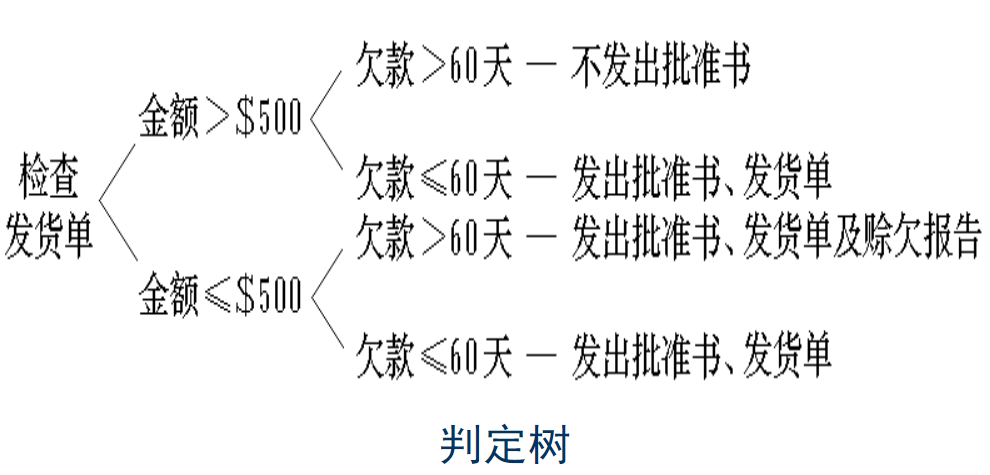 欠款>60天 — 不发出批准书
金额>$500
欠款≤60天 — 发出批准书、发货单
检查
发货单
欠款>60天 — 发出批准书、发货单及赊欠报告
金额≤$500
欠款≤60天 — 发出批准书、发货单
判定树